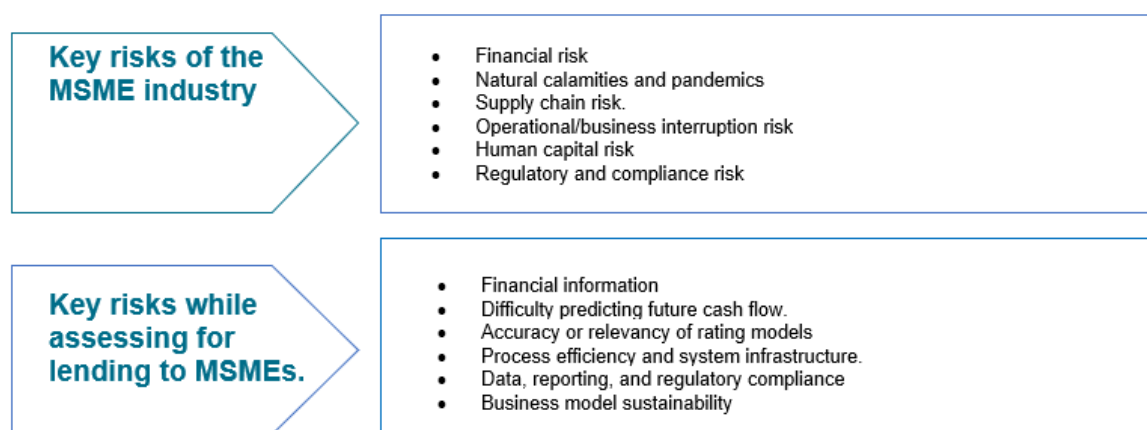 Key risks of the
MSME industry
• Financial risk
• Natural calamities and pandemics
• Supply chain risk.
• Operational/business interruption risk
• Human capital risk
• Regulatory and compliance risk
Key risks while
assessing for
lending to MSMEs.
• Financial information
• Difficulty predicting future cash flow.
• Accuracy or relevancy of rating models
• Process efficiency and system infrastructure.
• Data, reporting, and regulatory compliance
• Business model sustainability